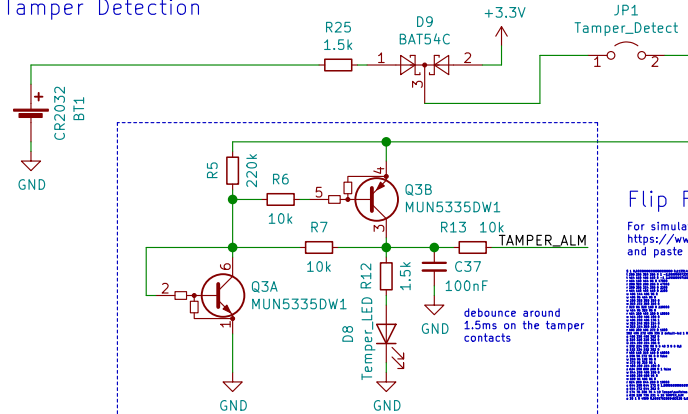 Tamper Detection
R25
1.5k
D9
BAT54C
+3.3V
JP1
Tamper_Detect
1
2
3
1
2
+
CR2032
BT1
GND
R5
220k
R6
10k
5
4
Q3B
MUN5335DW1
3
R7
10k
R13
10k
TAMPER_ALM
6
2
Q3A
MUN5335DW1
1
R12
1.5k
C37
100nF
GND
D8
Temper_LED
debounce around
1.5ms on the tamper
contacts
GND
GND
Flip F
For simula
https://ww
and paste